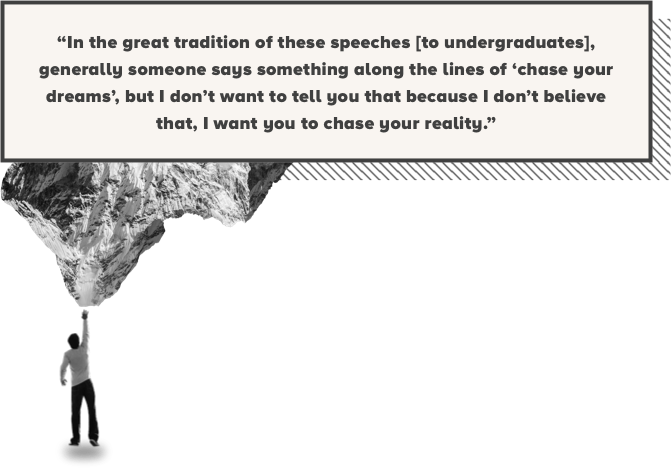 “In the great tradition of these speeches [to undergraduates],
generally someone says something along the lines of ‘chase your
dreams’, but I don’t want to tell you that because I don’t believe
that, I want you to chase your reality.”